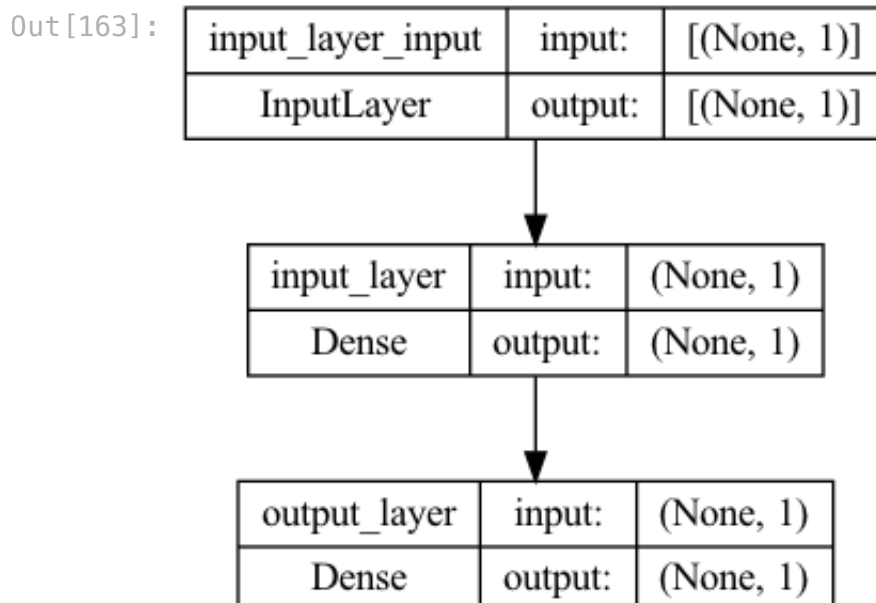 Out[163]:
input_layer_input input: [(None, 1)]
InputLayer output: [(None, 1)]
input_layer input: (None, 1)
Dense output: (None, 1)
output_layer input: (None, 1)
Dense output: (None, 1)